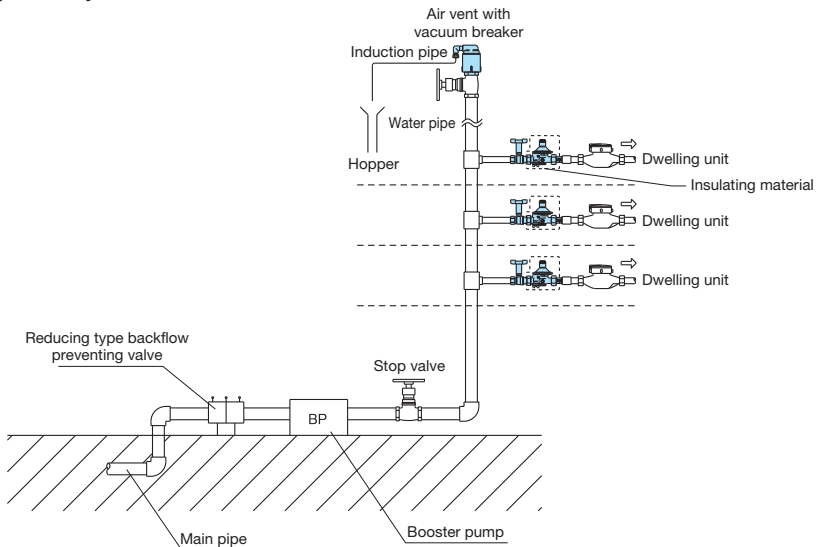 Air vent with
vacuum breaker
Induction pipe
Water pipe
Hopper
Dwelling unit
Insulating material
Dwelling unit
Dwelling unit
Reducing type backflow
preventing valve
Stop valve
BP
Main pipe
Booster pump